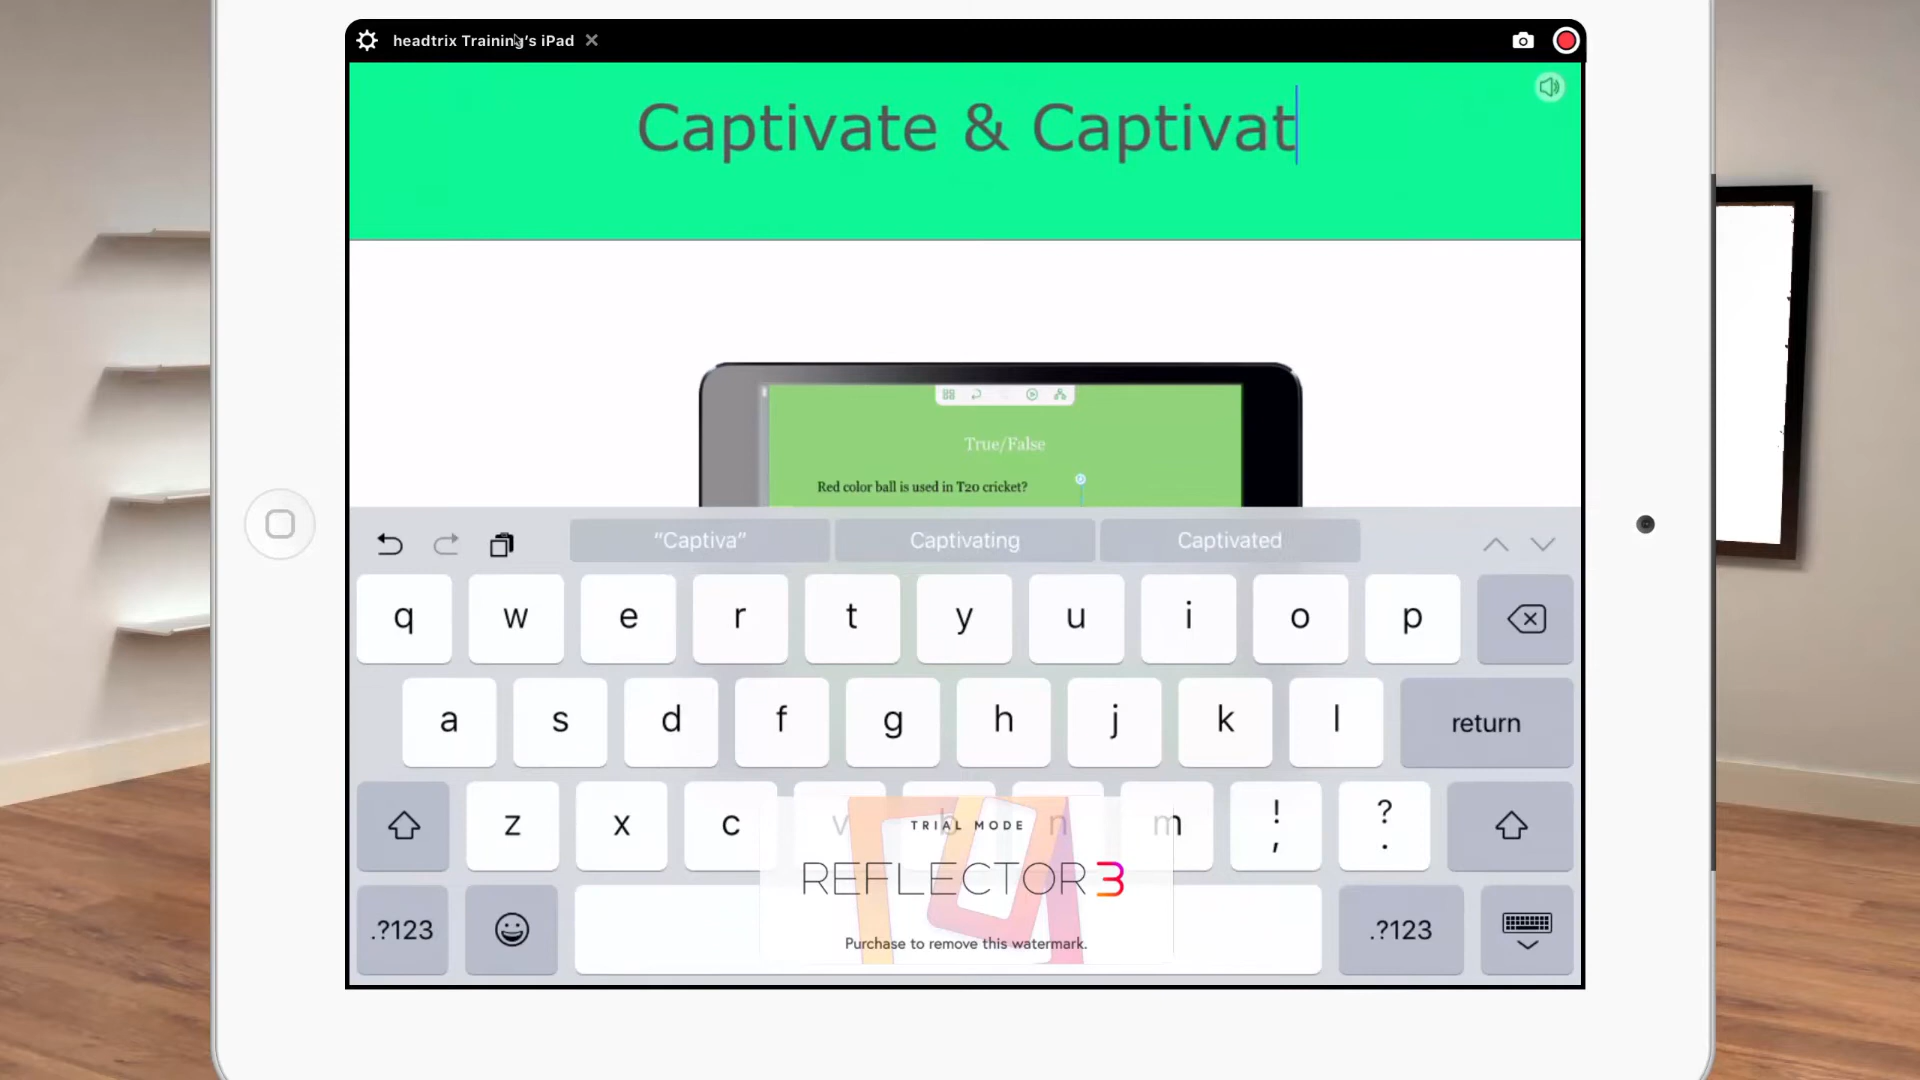 headtrix Training's iPad
Captivate & Captivat
True/False
Red color ball is used in T20 cricket?
"Captiva" Captivating Captivated
q w e r t y u i o p
a s d f g h j k l return
z x c v b n m ! , ? .
TRIAL MODE
REFLECTOR 3
.?123 .?123
Purchase to remove this watermark.